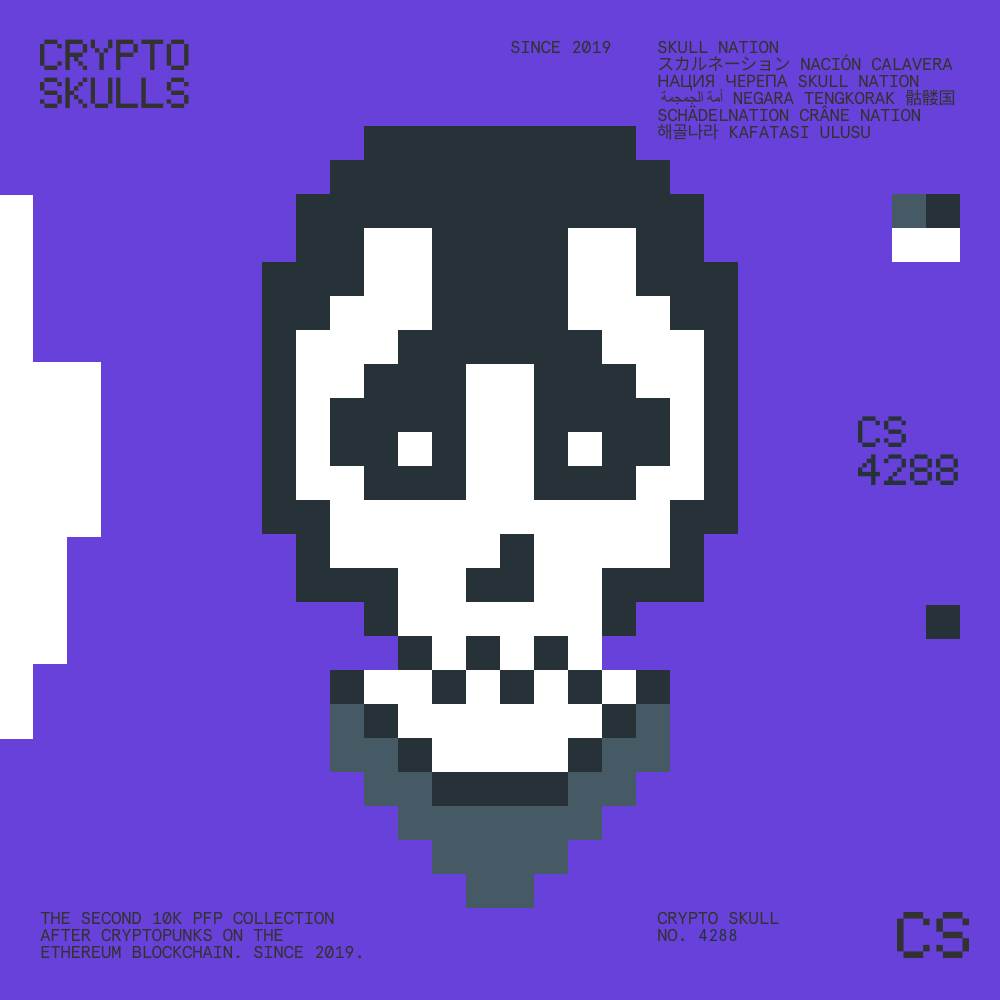 CRYPTO
SKULLS
SINCE 2019
SKULL NATION
スカルネーション NACIÓN CALAVERA
НАЦИЯ ЧЕРЕПА SKULL NATION
أمة الجمجمة NEGARA TENGKORAK 骷髅国
SCHÄDELNATION CRÂNE NATION
해골나라 KAFATASI ULUSU
CS
4288
THE SECOND 10K PFP COLLECTION
AFTER CRYPTOPUNKS ON THE
ETHEREUM BLOCKCHAIN. SINCE 2019.
CRYPTO SKULL
NO. 4288
CS